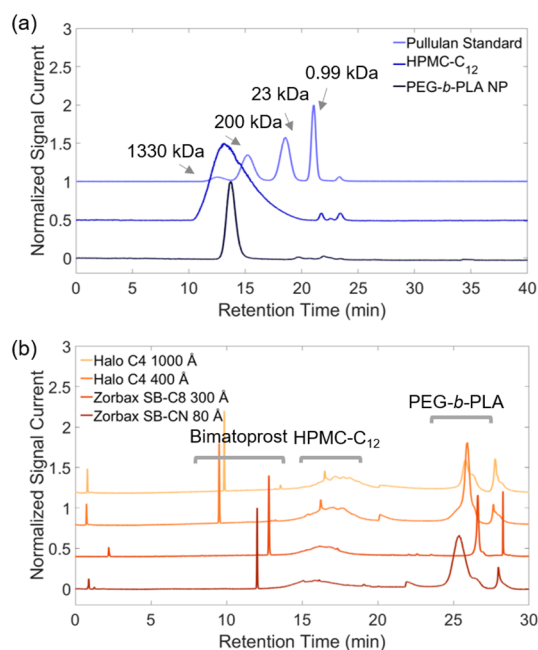 (a)
Pullulan Standard
HPMC-C12
PEG-b-PLA NP
0.99 kDa
23 kDa
200 kDa
1330 kDa
3
2.5
2
1.5
1
0.5
0
Normalized Signal Current
0 5 10 15 20 25 30 35 40
Retention Time (min)
(b)
Halo C4 1000 Å
Halo C4 400 Å
Zorbax SB-C8 300 Å
Zorbax SB-CN 80 Å
PEG-b-PLA
Bimatoprost HPMC-C12
3
2.5
2
1.5
1
0.5
0
Normalized Signal Current
0 5 10 15 20 25 30
Retention Time (min)